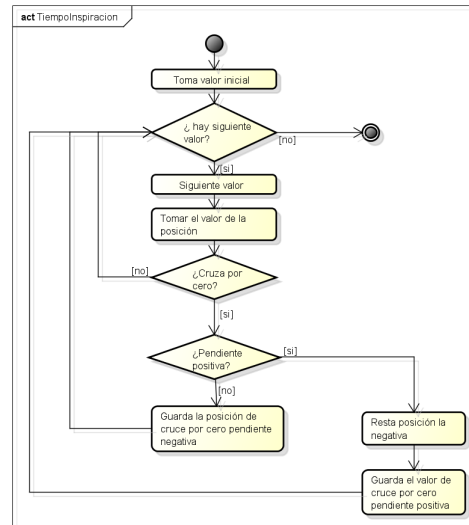 act TiempoInspiracion
Toma valor inicial
¿ hay siguiente
valor?
[no]
[si]
Siguiente valor
Tomar el valor de la
posición
[no]
¿Cruza por
cero?
[si]
¿Pendiente
positiva?
[si]
[no]
Guarda la posición de
cruce por cero pendiente
negativa
Resta posición la
negativa
Guarda el valor de
cruce por cero
pendiente positiva